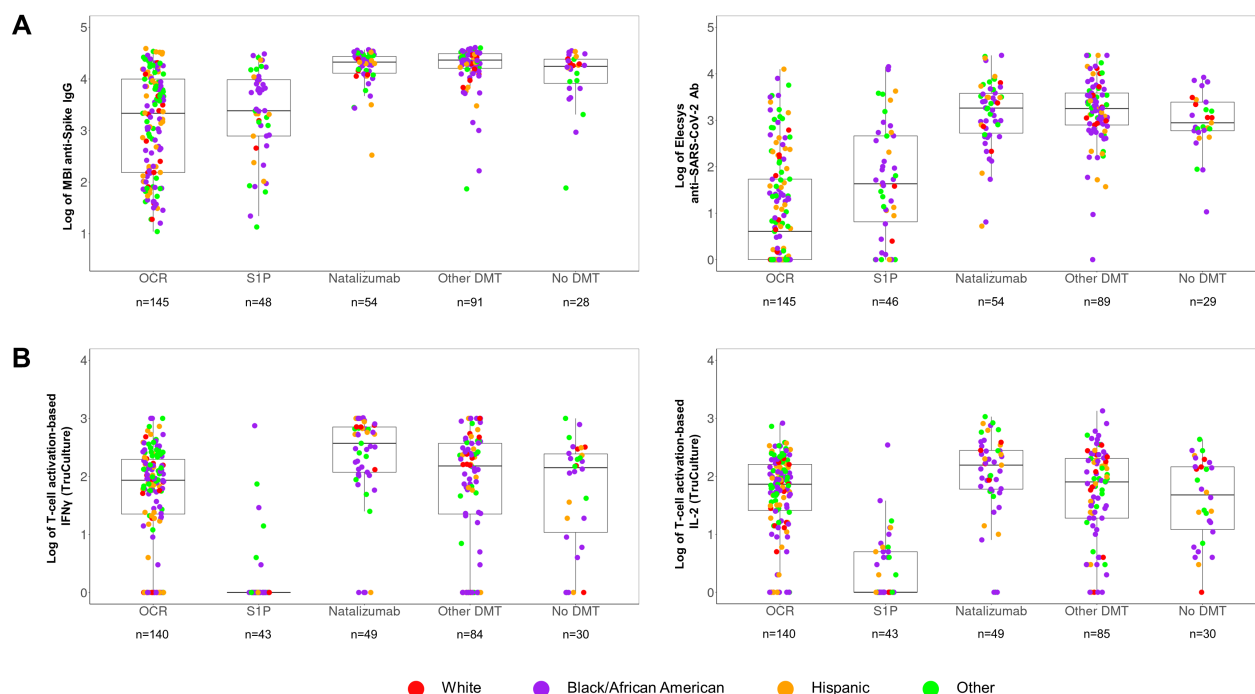 A
Log of MBI anti-Spike IgG
5
4
3
2
1
OCR
S1P
Natalizumab
Other DMT
No DMT
n=145
n=48
n=54
n=91
n=28
Log of Ellecsys
anti–SARS-CoV-2 Ab
5
4
3
2
1
0
OCR
S1P
Natalizumab
Other DMT
No DMT
n=145
n=46
n=54
n=89
n=29
B
Log of T-cell activation-based
IFNγ (TruCulture)
4
3
2
1
0
OCR
S1P
Natalizumab
Other DMT
No DMT
n=140
n=43
n=49
n=84
n=30
Log of T-cell activation-based
IL-2 (TruCulture)
4
3
2
1
0
OCR
S1P
Natalizumab
Other DMT
No DMT
n=140
n=43
n=49
n=85
n=30
White
Black/African American
Hispanic
Other